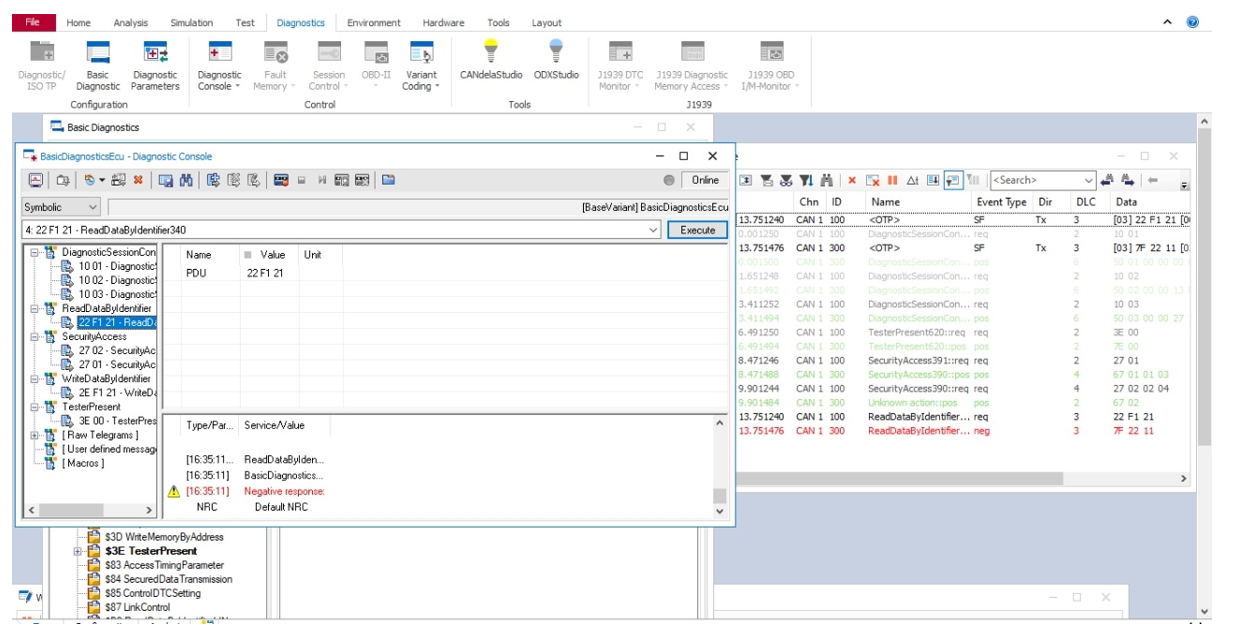 File Home Analysis Simulation Test Diagnostics Environment Hardware Tools Layout
Diagnostic/ ISO TP
Basic Diagnostic
Diagnostic Parameters
Diagnostic Console
Fault Memory
Session Control
OBD-II
Variant Coding
CANdelaStudio
ODXStudio
J1939 DTC Monitor
J1939 Diagnostic Memory Access
J1939 OBD I/M-Monitor
Configuration Control Tools J1939
Basic Diagnostics
BasicDiagnosticsEcu - Diagnostic Console
Online
Symbolic
[BaseVariant] BasicDiagnosticsEcu
4: 22 F1 21 - ReadDataByIdentifier340
Execute
DiagnosticSessionCon
10 01 - Diagnostic
10 02 - Diagnostic
10 03 - Diagnostic
ReadDataByIdentifier
22 F1 21 - ReadDa
SecurityAccess
27 02 - SecurityAc
27 01 - SecurityAc
WriteDataByIdentifier
2E F1 21 - WriteDa
TesterPresent
3E 00 - TesterPres
[ Raw Telegrams ]
[ User defined messag
[ Macros ]
Name Value Unit
PDU 22 F1 21
Type/Par... Service/Value
[16:35:11... ReadDataByIden...
[16:35:11] BasicDiagnos...
[16:35:11] Negative response:
NRC Default NRC
<Search>
Chn ID Name Event Type Dir DLC Data
13.751240 CAN 1 100 <OTP> SF Tx 3 [03] 22 F1 21 [0
0.001250 CAN 1 100 DiagnosticSessionCon... req 2 10 01
13.751476 CAN 1 300 <OTP> SF Tx 3 [03] 7F 22 11 [0
0.001500 CAN 1 300 DiagnosticSessionCon... pos 6 50 01 00 00 00
1.651248 CAN 1 100 DiagnosticSessionCon... req 2 10 02
1.651492 CAN 1 300 DiagnosticSessionCon... pos 6 50 02 00 00 13
3.411252 CAN 1 100 DiagnosticSessionCon... req 2 10 03
3.411494 CAN 1 300 DiagnosticSessionCon... pos 6 50 03 00 00 27
6.491250 CAN 1 100 TesterPresent620::req req 2 3E 00
6.491494 CAN 1 300 TesterPresent620::pos pos 2 7E 00
8.471246 CAN 1 100 SecurityAccess391::req req 2 27 01
8.471488 CAN 1 300 SecurityAccess390::pos pos 4 67 01 01 03
9.901244 CAN 1 100 SecurityAccess390::req req 4 27 02 02 04
9.901484 CAN 1 300 Unknown action::pos pos 2 67 02
13.751240 CAN 1 100 ReadDataByIdentifier... req 3 22 F1 21
13.751476 CAN 1 300 ReadDataByIdentifier... neg 3 7F 22 11
$3D WriteMemoryByAddress
$3E TesterPresent
$83 AccessTimingParameter
$84 SecuredDataTransmission
$85 ControlDTCSetting
$87 LinkControl